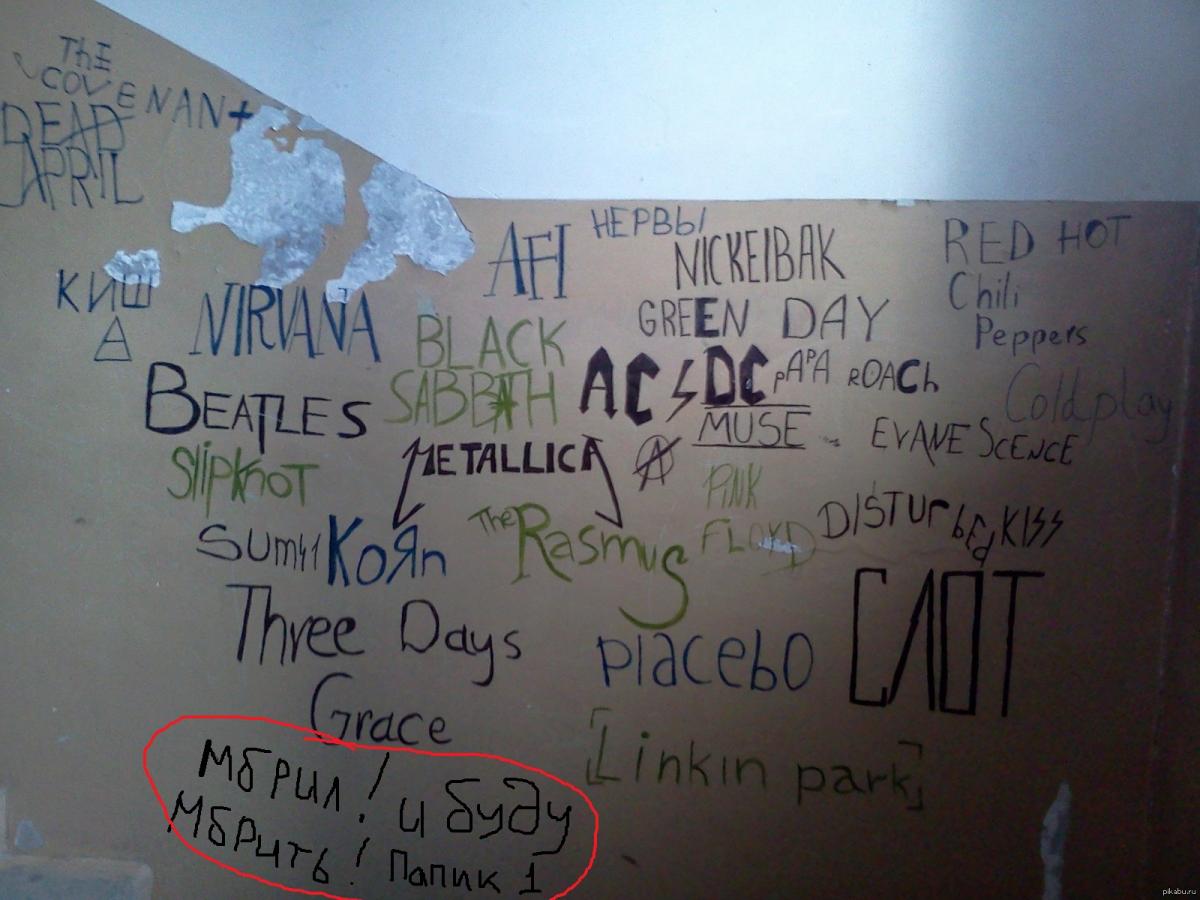 ThE
COVENANT
DEAD
APRIL
НЕРВЫ
AFI
NICKElBAK
RED HOT
Chili
Peppers
КИШ
NIRVANA
GREEN DAY
BLACK
SABBATH
AC⚡DC
PAPA ROACh
Coldplay
BEATLES
MUSE
EVANESCENCE
METALLICA
SlipKnoT
PINK
FLOYD
DISTURbEd
KISS
SUM41
KoЯn
The Rasmus
Three Days
Grace
placebo
СЛОТ
[Linkin park]
Мбрил! и буду
Мбрить! Папик 1
pikabu.ru